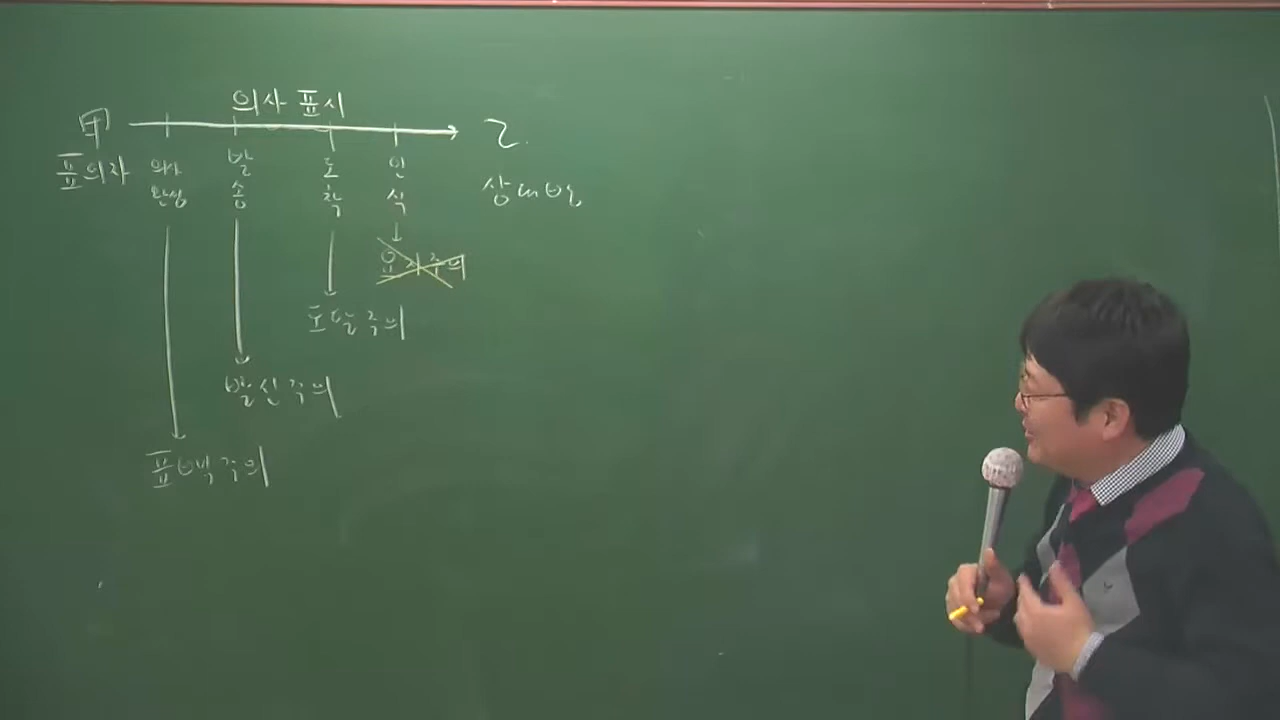 의사 표시
甲 乙
표의자 의사 발 도 인 상대방
완성 송 착 식
요지주의
도달주의
발신주의
표백주의